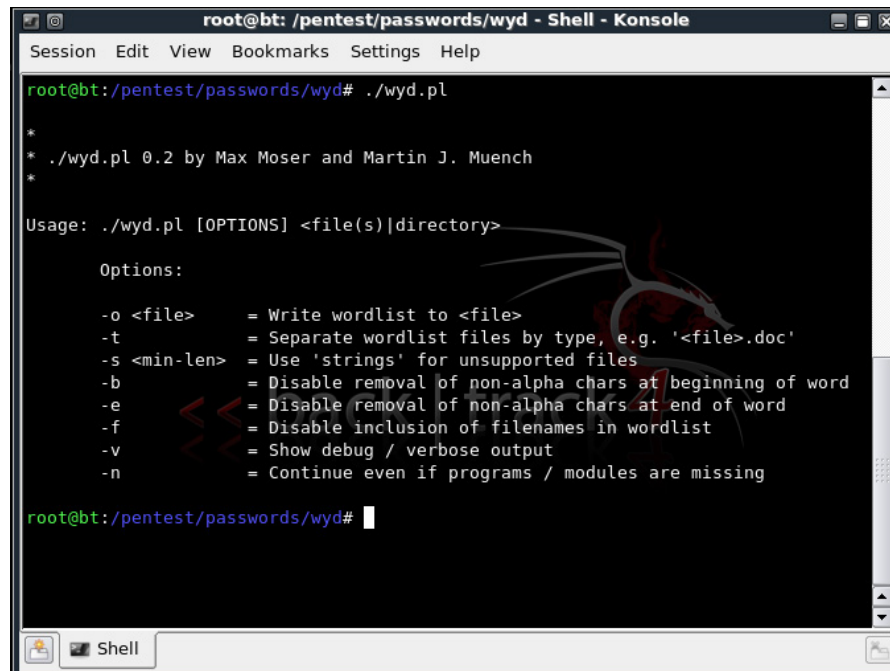 root@bt: /pentest/passwords/wyd - Shell - Konsole
Session Edit View Bookmarks Settings Help
root@bt:/pentest/passwords/wyd# ./wyd.pl
*
* ./wyd.pl 0.2 by Max Moser and Martin J. Muench
*
Usage: ./wyd.pl [OPTIONS] <file(s)|directory>
Options:
-o <file> = Write wordlist to <file>
-t = Separate wordlist files by type, e.g. '<file>.doc'
-s <min-len> = Use 'strings' for unsupported files
-b = Disable removal of non-alpha chars at beginning of word
-e = Disable removal of non-alpha chars at end of word
-f = Disable inclusion of filenames in wordlist
-v = Show debug / verbose output
-n = Continue even if programs / modules are missing
<< back | track 4
root@bt:/pentest/passwords/wyd#
Shell